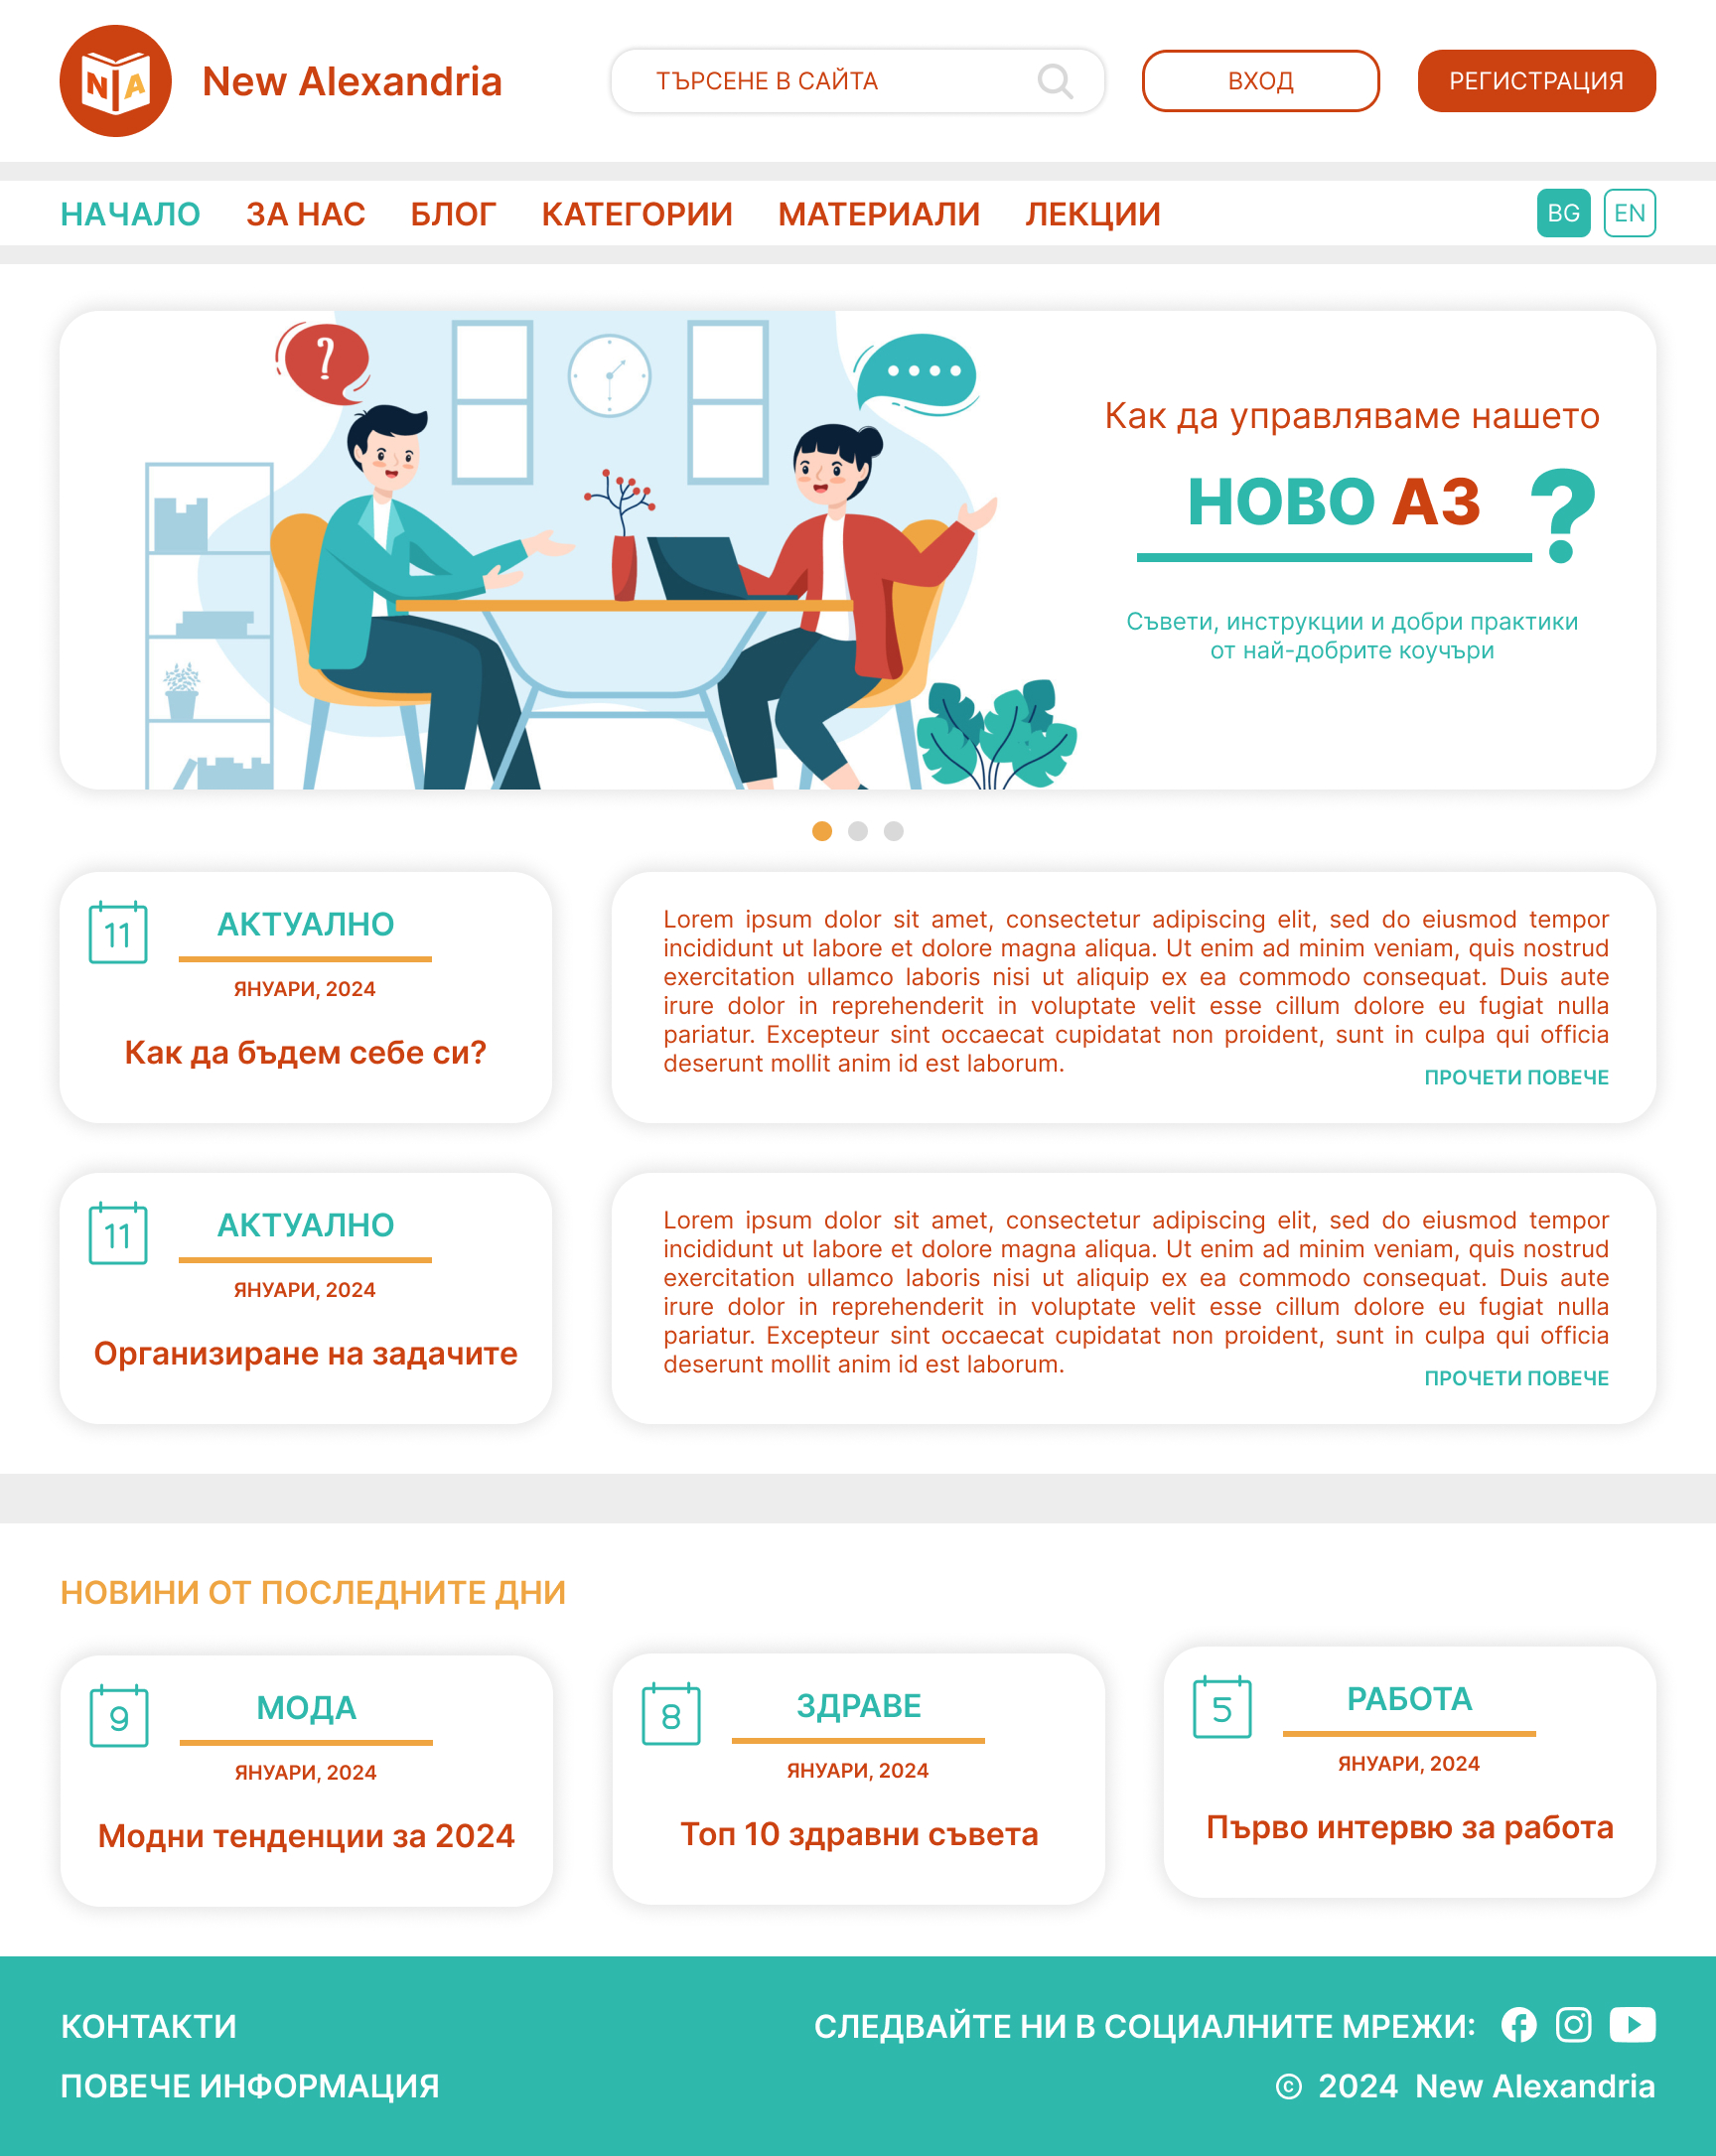 NA
New Alexandria
ТЪРСЕНЕ В САЙТА
ВХОД
РЕГИСТРАЦИЯ
НАЧАЛО
ЗА НАС
БЛОГ
КАТЕГОРИИ
МАТЕРИАЛИ
ЛЕКЦИИ
BG
EN
?
Как да управляваме нашето
НОВО АЗ ?
Съвети, инструкции и добри практики
от най-добрите коучъри
11
АКТУАЛНО
ЯНУАРИ, 2024
Как да бъдем себе си?
Lorem ipsum dolor sit amet, consectetur adipiscing elit, sed do eiusmod tempor
incididunt ut labore et dolore magna aliqua. Ut enim ad minim veniam, quis nostrud
exercitation ullamco laboris nisi ut aliquip ex ea commodo consequat. Duis aute
irure dolor in reprehenderit in voluptate velit esse cillum dolore eu fugiat nulla
pariatur. Excepteur sint occaecat cupidatat non proident, sunt in culpa qui officia
deserunt mollit anim id est laborum.
ПРОЧЕТИ ПОВЕЧЕ
11
АКТУАЛНО
ЯНУАРИ, 2024
Организиране на задачите
Lorem ipsum dolor sit amet, consectetur adipiscing elit, sed do eiusmod tempor
incididunt ut labore et dolore magna aliqua. Ut enim ad minim veniam, quis nostrud
exercitation ullamco laboris nisi ut aliquip ex ea commodo consequat. Duis aute
irure dolor in reprehenderit in voluptate velit esse cillum dolore eu fugiat nulla
pariatur. Excepteur sint occaecat cupidatat non proident, sunt in culpa qui officia
deserunt mollit anim id est laborum.
ПРОЧЕТИ ПОВЕЧЕ
НОВИНИ ОТ ПОСЛЕДНИТЕ ДНИ
9
МОДА
ЯНУАРИ, 2024
Модни тенденции за 2024
8
ЗДРАВЕ
ЯНУАРИ, 2024
Топ 10 здравни съвета
5
РАБОТА
ЯНУАРИ, 2024
Първо интервю за работа
КОНТАКТИ
ПОВЕЧЕ ИНФОРМАЦИЯ
СЛЕДВАЙТЕ НИ В СОЦИАЛНИТЕ МРЕЖИ:
© 2024 New Alexandria